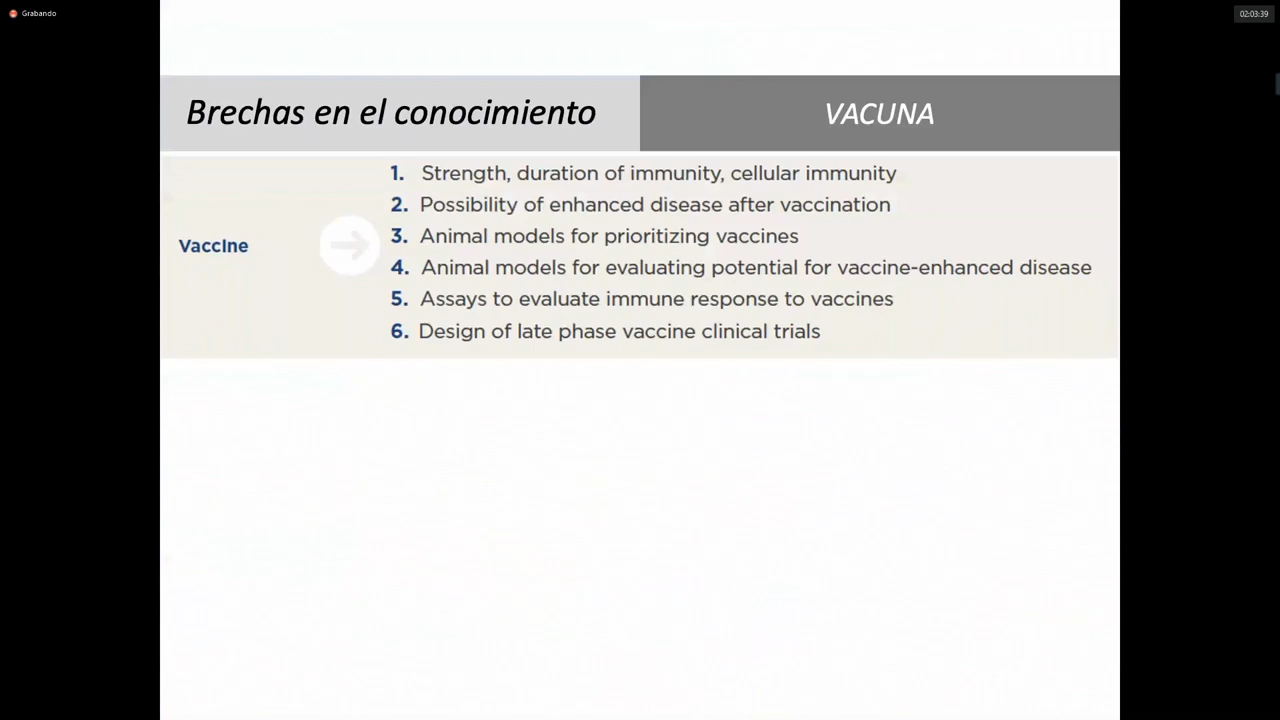 Grabando
02:03:39
Brechas en el conocimiento
VACUNA
Vaccine
1. Strength, duration of immunity, cellular immunity
2. Possibility of enhanced disease after vaccination
3. Animal models for prioritizing vaccines
4. Animal models for evaluating potential for vaccine-enhanced disease
5. Assays to evaluate immune response to vaccines
6. Design of late phase vaccine clinical trials